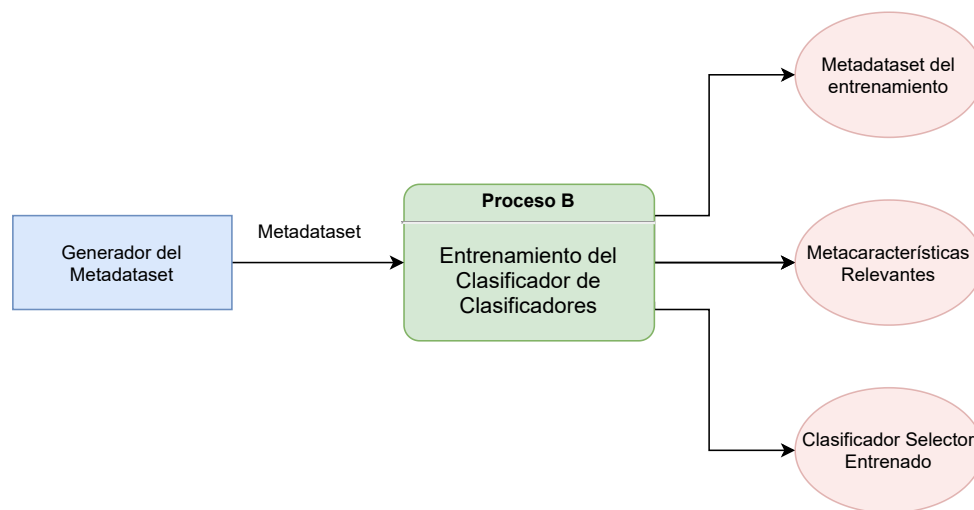 Generador del
Metadataset
Metadataset
Proceso B
Entrenamiento del
Clasificador de
Clasificadores
Metadataset del
entrenamiento
Metacaracterísticas
Relevantes
Clasificador Selector
Entrenado